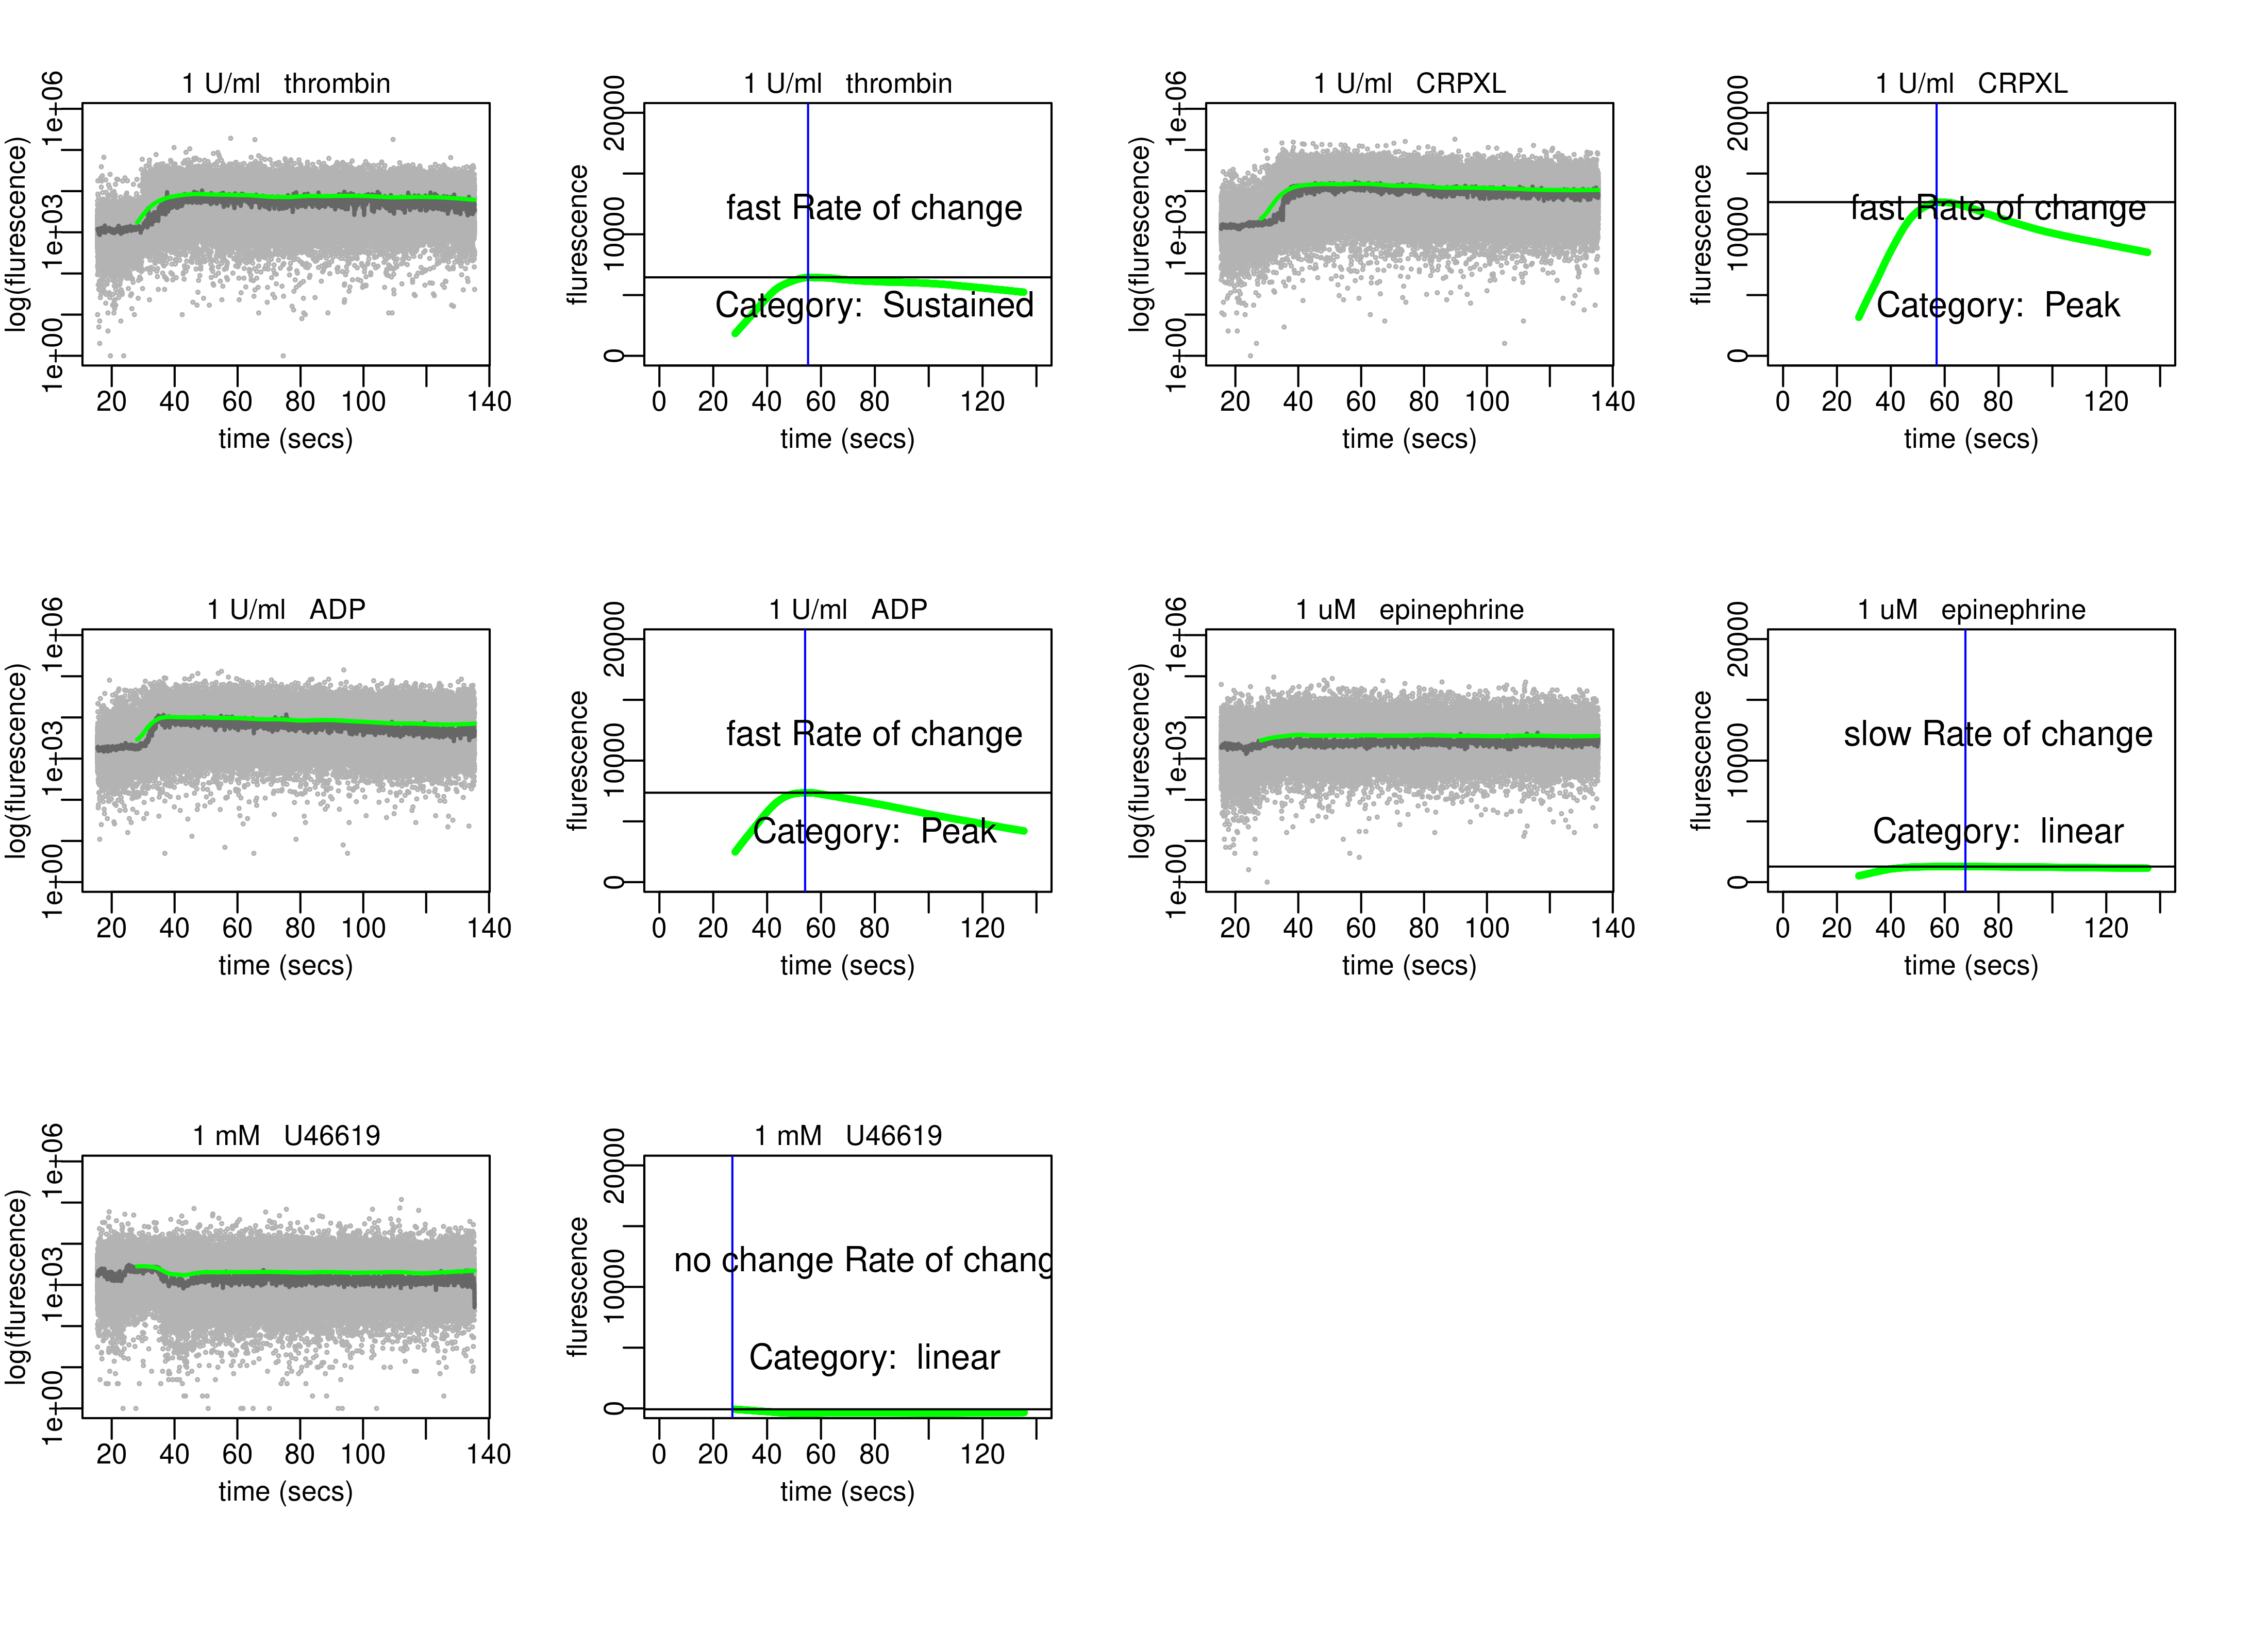 1 U/ml   thrombin
log(flurescence)
1e+00 1e+03 1e+06
20 40 60 80 100 140
time (secs)
1 U/ml   thrombin
flurescence
0 10000 20000
fast Rate of change
Category:  Sustained
0 20 40 60 80 120
time (secs)
1 U/ml   CRPXL
log(flurescence)
1e+00 1e+03 1e+06
20 40 60 80 100 140
time (secs)
1 U/ml   CRPXL
flurescence
0 10000 20000
fast Rate of change
Category:  Peak
0 20 40 60 80 120
time (secs)
1 U/ml   ADP
log(flurescence)
1e+00 1e+03 1e+06
20 40 60 80 100 140
time (secs)
1 U/ml   ADP
flurescence
0 10000 20000
fast Rate of change
Category:  Peak
0 20 40 60 80 120
time (secs)
1 uM   epinephrine
log(flurescence)
1e+00 1e+03 1e+06
20 40 60 80 100 140
time (secs)
1 uM   epinephrine
flurescence
0 10000 20000
slow Rate of change
Category:  linear
0 20 40 60 80 120
time (secs)
1 mM   U46619
log(flurescence)
1e+00 1e+03 1e+06
20 40 60 80 100 140
time (secs)
1 mM   U46619
flurescence
0 10000 20000
no change Rate of chang
Category:  linear
0 20 40 60 80 120
time (secs)